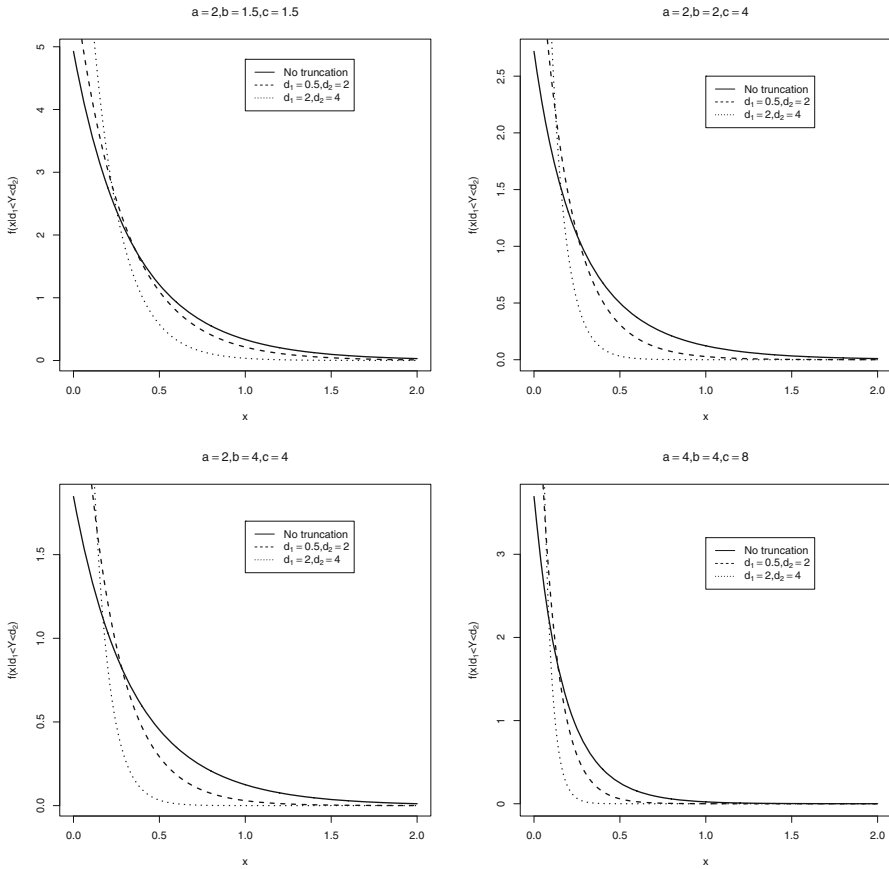 a = 2, b = 1.5, c = 1.5
f(x|d₁<Y<d₂)
5
4
3
2
1
0
No truncation
d₁ = 0.5, d₂ = 2
d₁ = 2, d₂ = 4
0.0 0.5 1.0 1.5 2.0
x
a = 2, b = 2, c = 4
f(x|d₁<Y<d₂)
2.5
2.0
1.5
1.0
0.5
0.0
No truncation
d₁ = 0.5, d₂ = 2
d₁ = 2, d₂ = 4
0.0 0.5 1.0 1.5 2.0
x
a = 2, b = 4, c = 4
f(x|d₁<Y<d₂)
1.5
1.0
0.5
0.0
No truncation
d₁ = 0.5, d₂ = 2
d₁ = 2, d₂ = 4
0.0 0.5 1.0 1.5 2.0
x
a = 4, b = 4, c = 8
f(x|d₁<Y<d₂)
3
2
1
0
No truncation
d₁ = 0.5, d₂ = 2
d₁ = 2, d₂ = 4
0.0 0.5 1.0 1.5 2.0
x